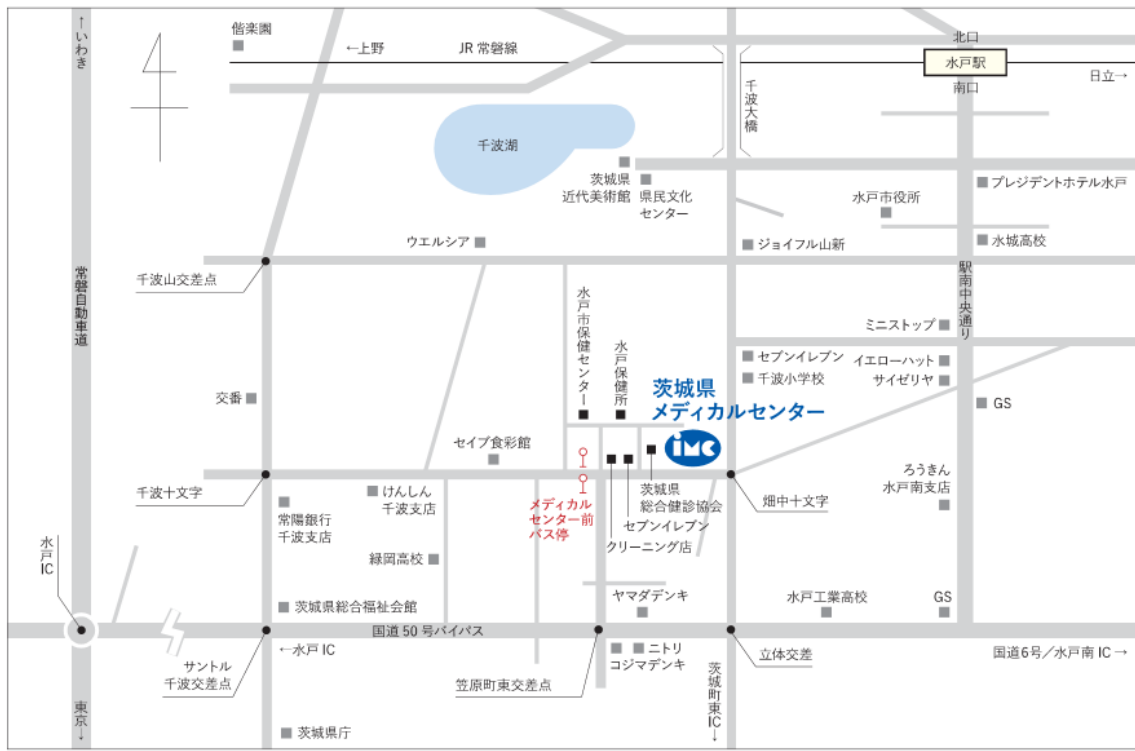 ←いわき
偕楽園
←上野
JR 常磐線
北口
水戸駅
南口
日立→
千波大橋
千波湖
茨城県
近代美術館
県民文化
センター
プレジデントホテル水戸
水戸市役所
ウエルシア
ジョイフル山新
水城高校
千波山交差点
常磐自動車道
駅南中央通り
水戸市保健センター
水戸保健所
ミニストップ
セブンイレブン
イエローハット
千波小学校
サイゼリヤ
茨城県
メディカルセンター
imc
交番
GS
セイブ食彩館
千波十文字
けんしん
千波支店
常陽銀行
千波支店
メディカル
センター前
バス停
茨城県
総合健診協会
セブンイレブン
クリーニング店
畑中十文字
ろうきん
水戸南支店
水戸IC
緑岡高校
茨城県総合福祉会館
ヤマダデンキ
水戸工業高校
GS
国道 50 号バイパス
←水戸 IC
サントル
千波交差点
笠原町東交差点
ニトリ
コジマデンキ
立体交差
国道6号／水戸南 IC→
茨城町東IC→
東京→
茨城県庁